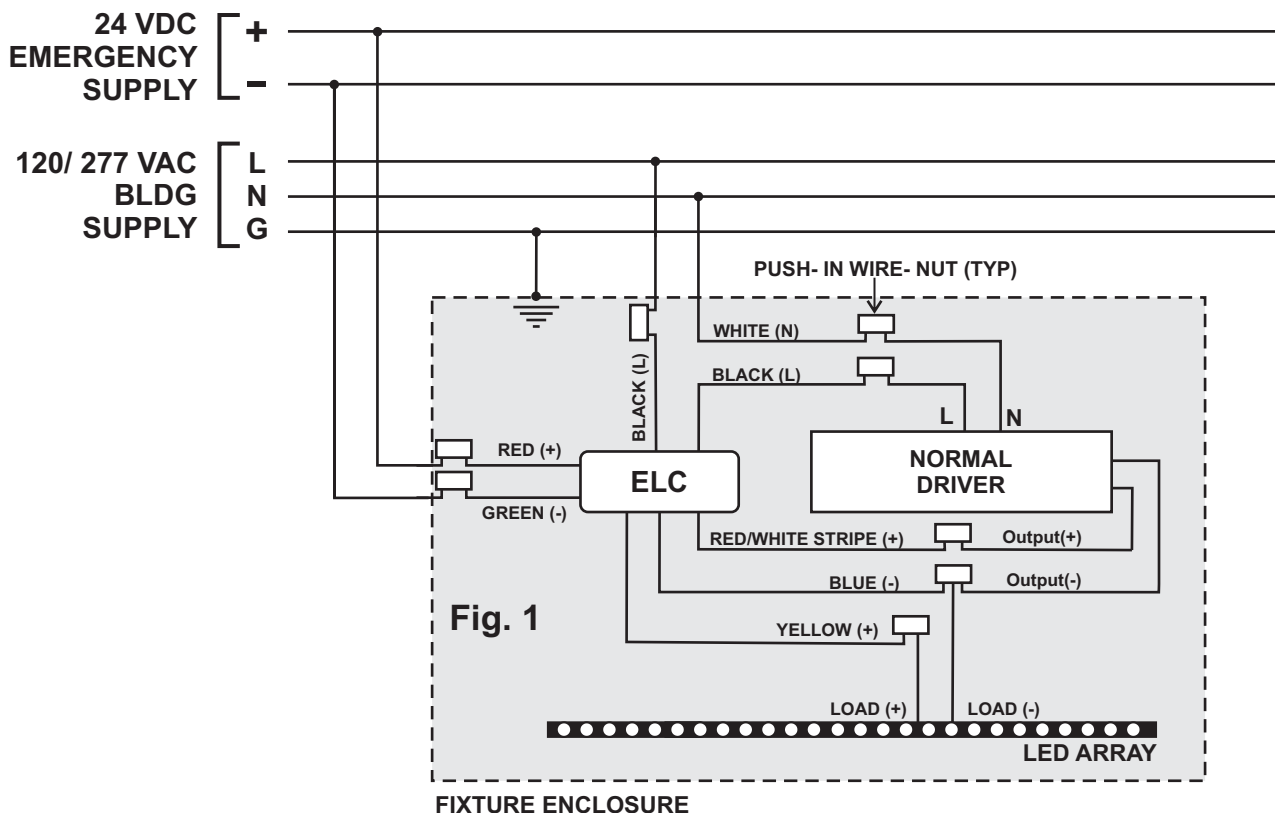 24 VDC
EMERGENCY
SUPPLY
+
-
120/ 277 VAC
BLDG
SUPPLY
L
N
G
PUSH- IN WIRE- NUT (TYP)
WHITE (N)
BLACK (L)
BLACK (L)
L N
RED (+)
ELC
NORMAL
DRIVER
GREEN (-)
RED/WHITE STRIPE (+)
Output(+)
BLUE (-)
Output(-)
Fig. 1
YELLOW (+)
LOAD (+)
LOAD (-)
LED ARRAY
FIXTURE ENCLOSURE